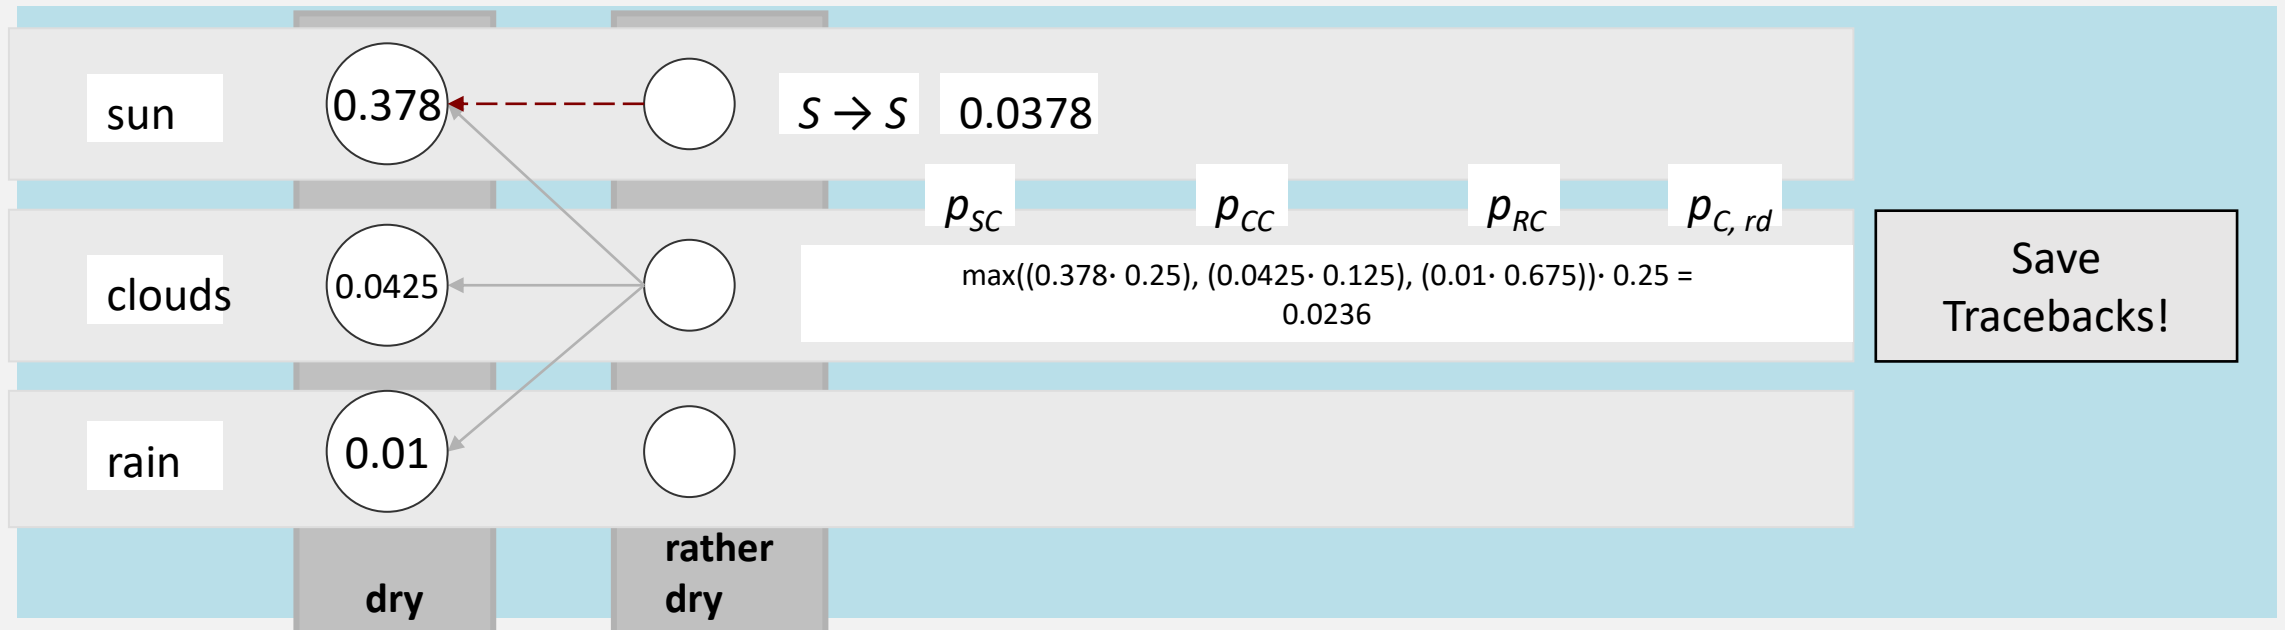 sun
0.378
S → S
0.0378
p_SC
p_CC
p_RC
p_C, rd
clouds
0.0425
max((0.378· 0.25), (0.0425· 0.125), (0.01· 0.675))· 0.25 =
0.0236
Save
Tracebacks!
rain
0.01
dry
rather
dry